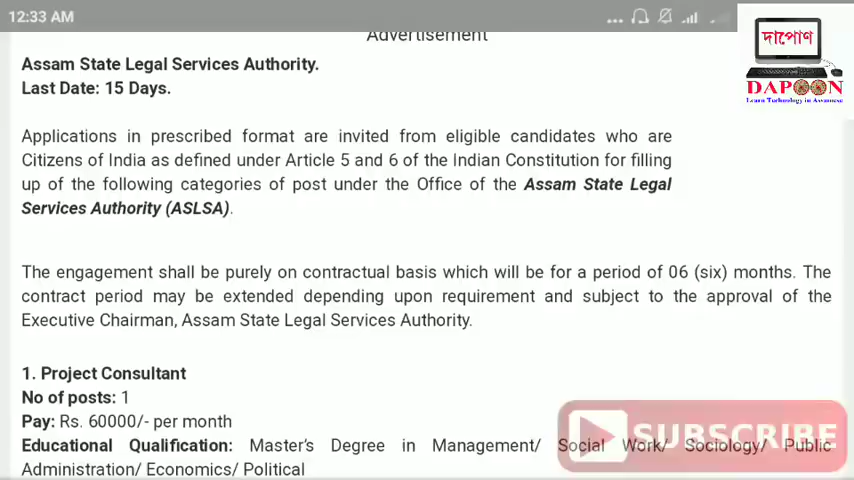 12:33 AM
Advertisement
দাপোণ
DAPOON
Learn Technology in Assamese
Assam State Legal Services Authority.
Last Date: 15 Days.
Applications in prescribed format are invited from eligible candidates who are
Citizens of India as defined under Article 5 and 6 of the Indian Constitution for filling
up of the following categories of post under the Office of the Assam State Legal
Services Authority (ASLSA).
The engagement shall be purely on contractual basis which will be for a period of 06 (six) months. The
contract period may be extended depending upon requirement and subject to the approval of the
Executive Chairman, Assam State Legal Services Authority.
1. Project Consultant
No of posts: 1
Pay: Rs. 60000/- per month
Educational Qualification: Master's Degree in Management/ Social Work/ Sociology/ Public
Administration/ Economics/ Political
SUBSCRIBE